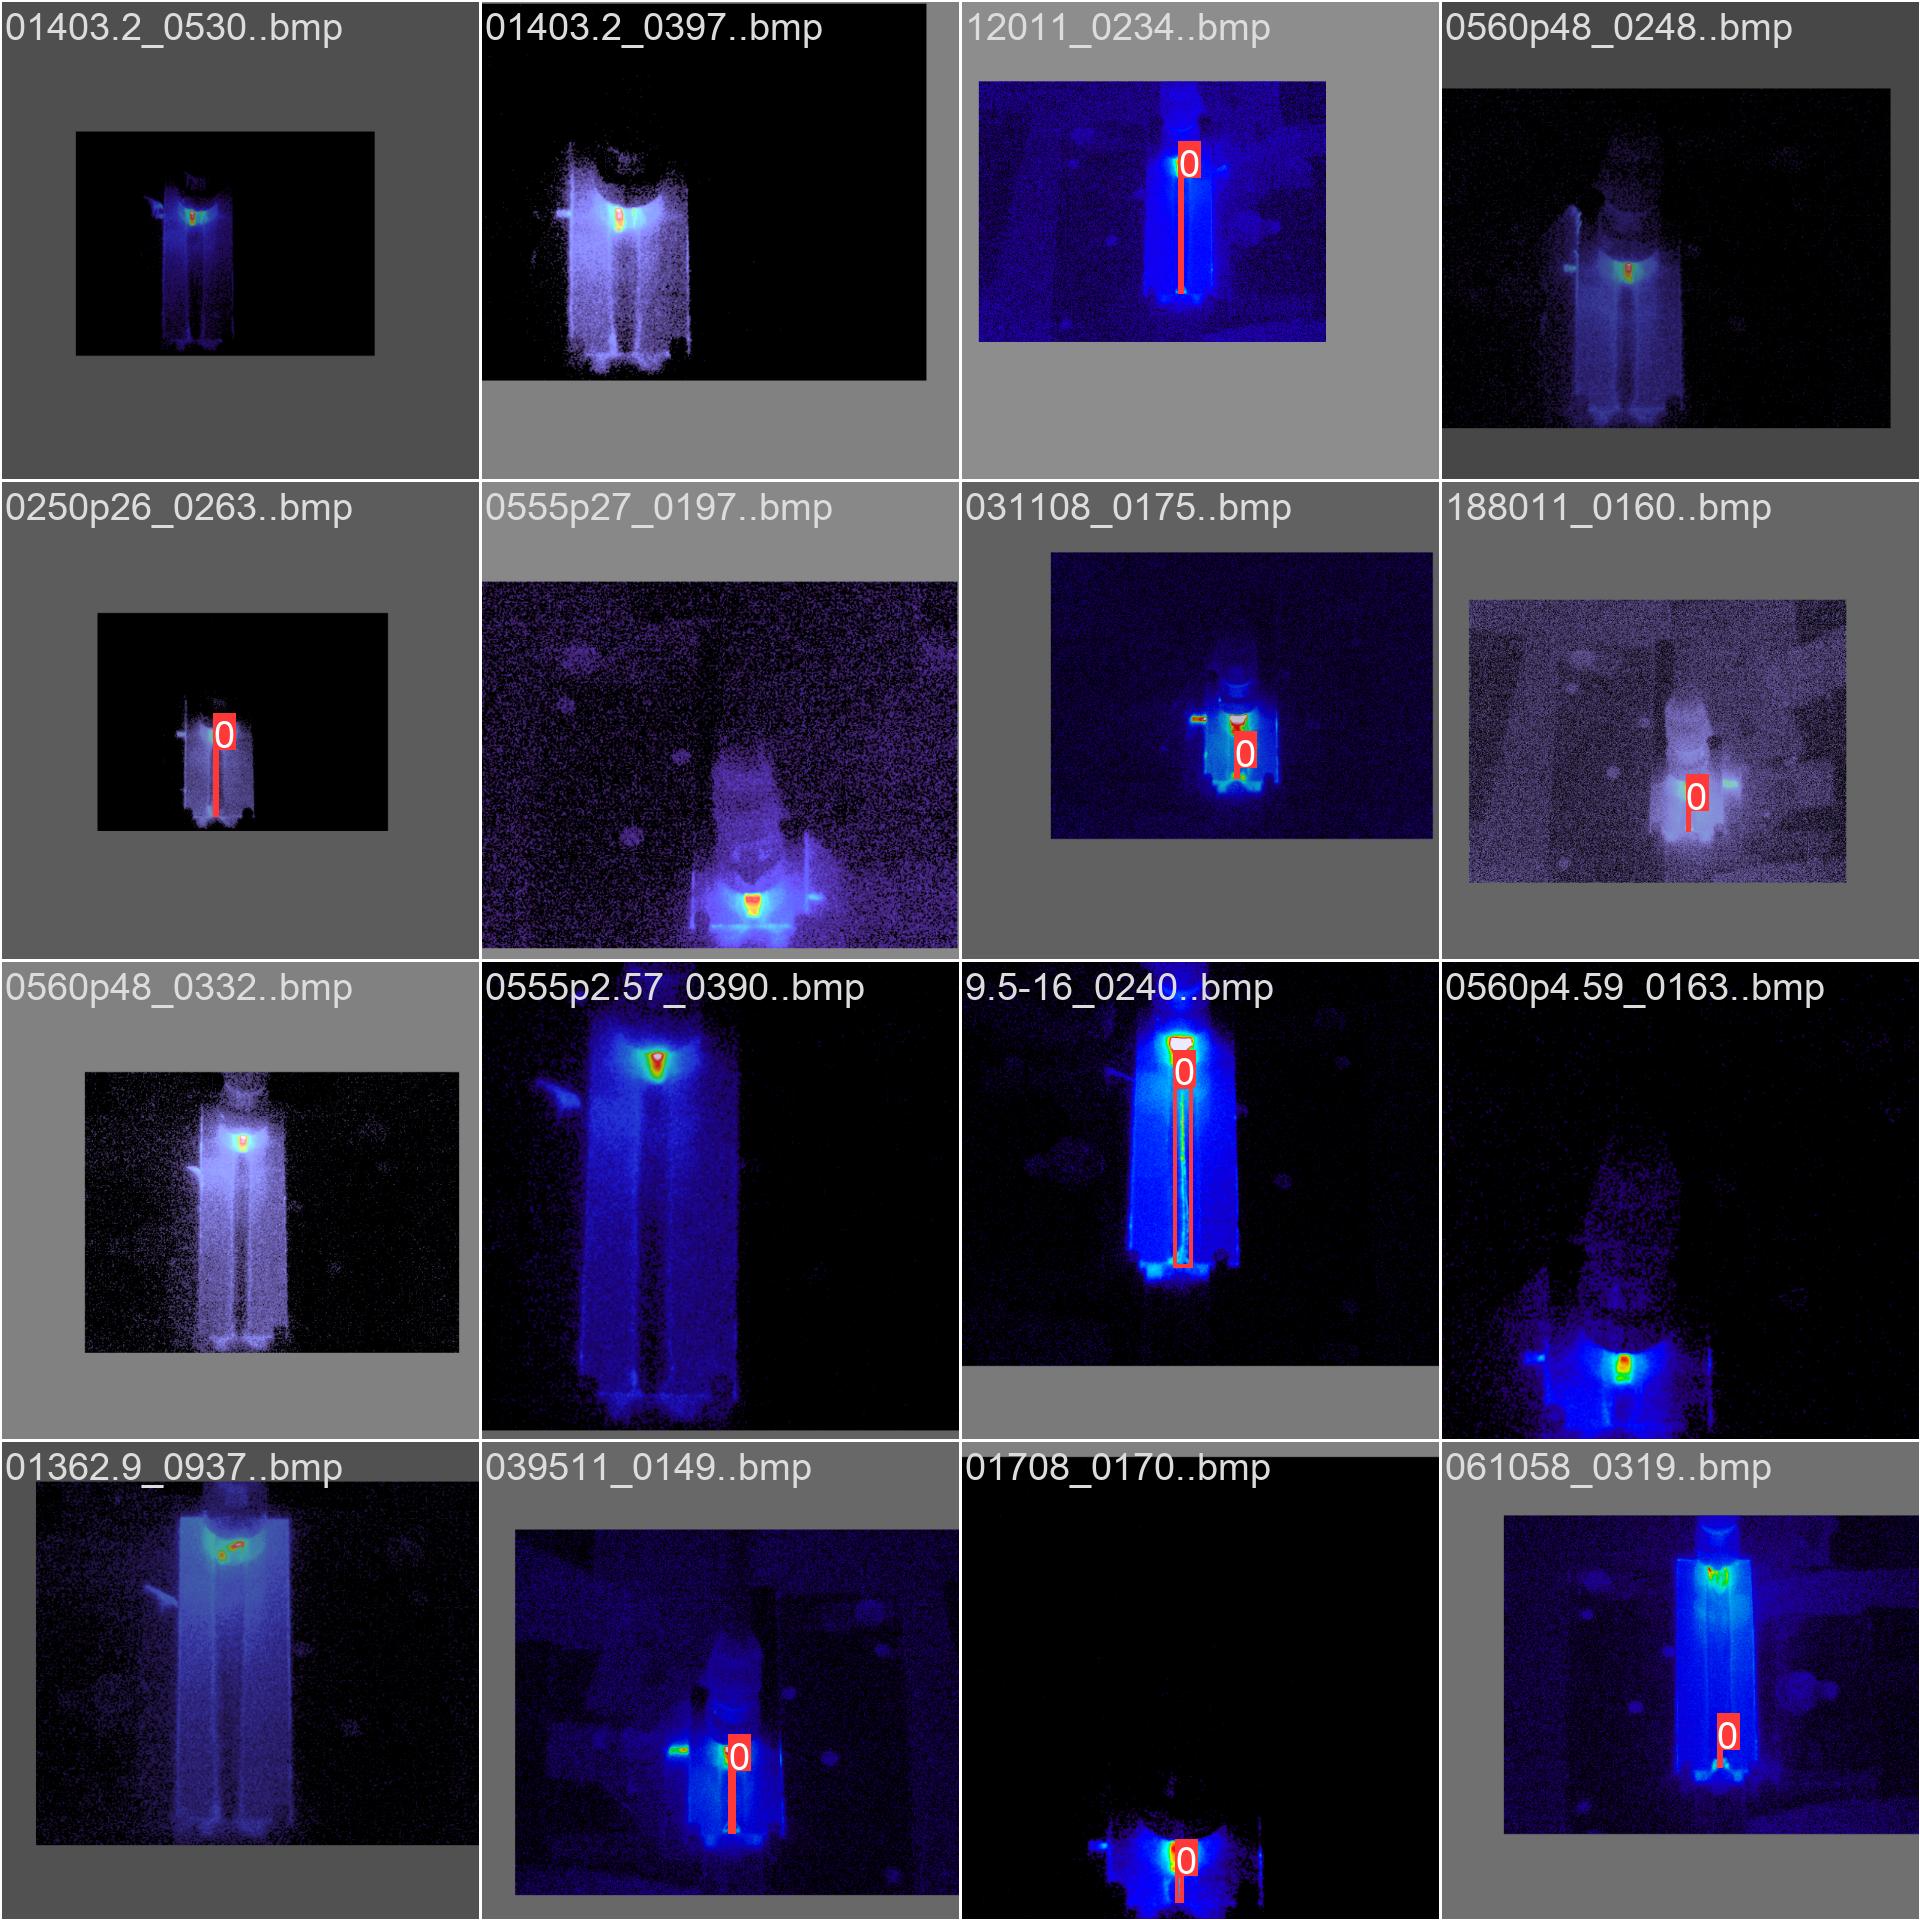 01403.2_0530..bmp
01403.2_0397..bmp
12011_0234..bmp
0560p48_0248..bmp
0
0250p26_0263..bmp
0555p27_0197..bmp
031108_0175..bmp
188011_0160..bmp
0
0
0
0560p48_0332..bmp
0555p2.57_0390..bmp
9.5-16_0240..bmp
0560p4.59_0163..bmp
0
01362.9_0937..bmp
039511_0149..bmp
01708_0170..bmp
061058_0319..bmp
0
0
0